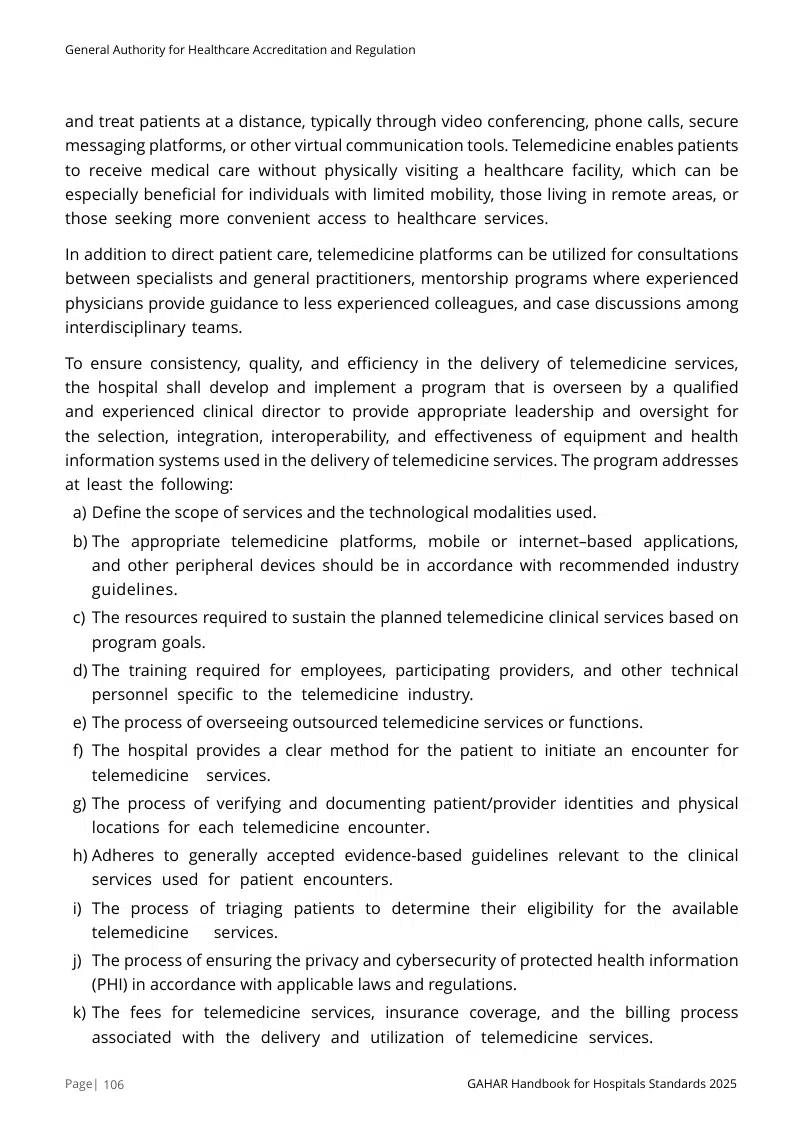 General Authority for Healthcare Accreditation and Regulation
and treat patients at a distance, typically through video conferencing, phone calls, secure
messaging platforms, or other virtual communication tools. Telemedicine enables patients
to receive medical care without physically visiting a healthcare facility, which can be
especially beneficial for individuals with limited mobility, those living in remote areas, or
those seeking more convenient access to healthcare services.
In addition to direct patient care, telemedicine platforms can be utilized for consultations
between specialists and general practitioners, mentorship programs where experienced
physicians provide guidance to less experienced colleagues, and case discussions among
interdisciplinary teams.
To ensure consistency, quality, and efficiency in the delivery of telemedicine services,
the hospital shall develop and implement a program that is overseen by a qualified
and experienced clinical director to provide appropriate leadership and oversight for
the selection, integration, interoperability, and effectiveness of equipment and health
information systems used in the delivery of telemedicine services. The program addresses
at least the following:
a) Define the scope of services and the technological modalities used.
b) The appropriate telemedicine platforms, mobile or internet–based applications,
and other peripheral devices should be in accordance with recommended industry
guidelines.
c) The resources required to sustain the planned telemedicine clinical services based on
program goals.
d) The training required for employees, participating providers, and other technical
personnel specific to the telemedicine industry.
e) The process of overseeing outsourced telemedicine services or functions.
f) The hospital provides a clear method for the patient to initiate an encounter for
telemedicine services.
g) The process of verifying and documenting patient/provider identities and physical
locations for each telemedicine encounter.
h) Adheres to generally accepted evidence-based guidelines relevant to the clinical
services used for patient encounters.
i) The process of triaging patients to determine their eligibility for the available
telemedicine services.
j) The process of ensuring the privacy and cybersecurity of protected health information
(PHI) in accordance with applicable laws and regulations.
k) The fees for telemedicine services, insurance coverage, and the billing process
associated with the delivery and utilization of telemedicine services.
Page| 106
GAHAR Handbook for Hospitals Standards 2025